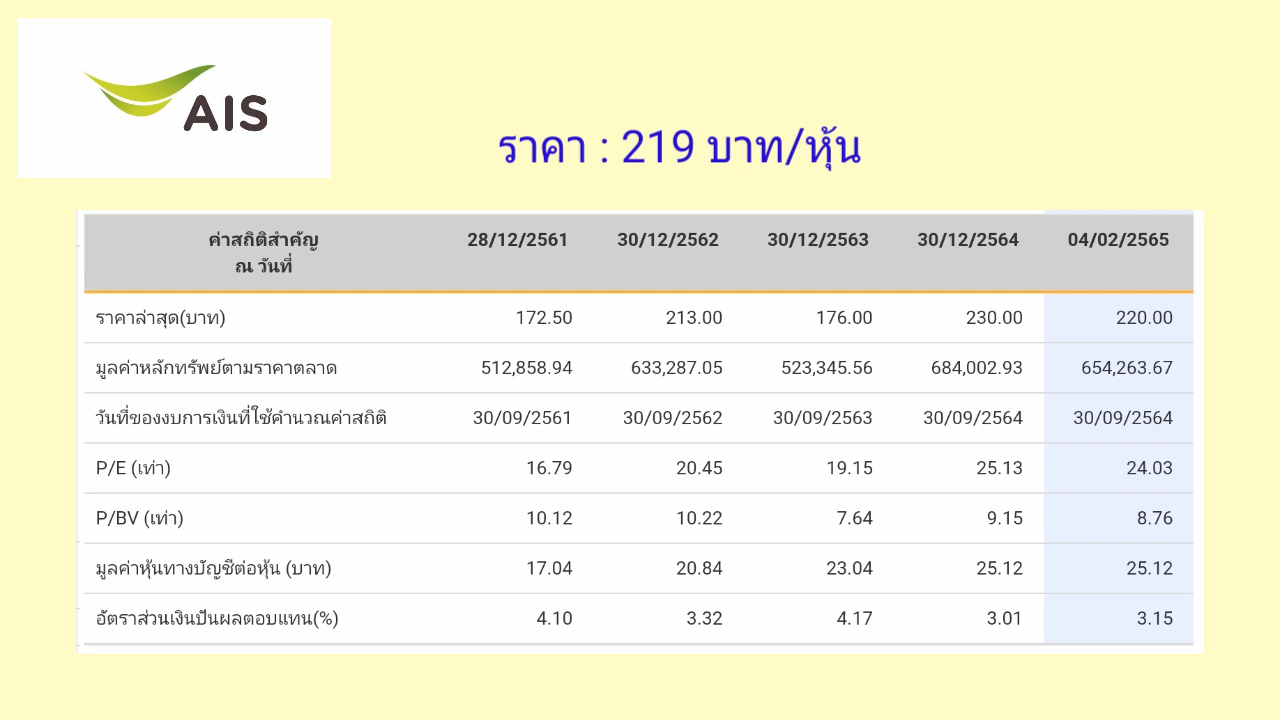 AIS
ราคา : 219 บาท/หุ้น
ค่าสถิติสำคัญ 28/12/2561 30/12/2562 30/12/2563 30/12/2564 04/02/2565
ณ วันที่
ราคาล่าสุด(บาท) 172.50 213.00 176.00 230.00 220.00
มูลค่าหลักทรัพย์ตามราคาตลาด 512,858.94 633,287.05 523,345.56 684,002.93 654,263.67
วันที่ของงบการเงินที่ใช้คำนวณค่าสถิติ 30/09/2561 30/09/2562 30/09/2563 30/09/2564 30/09/2564
P/E (เท่า) 16.79 20.45 19.15 25.13 24.03
P/BV (เท่า) 10.12 10.22 7.64 9.15 8.76
มูลค่าหุ้นทางบัญชีต่อหุ้น (บาท) 17.04 20.84 23.04 25.12 25.12
อัตราส่วนเงินปันผลตอบแทน(%) 4.10 3.32 4.17 3.01 3.15